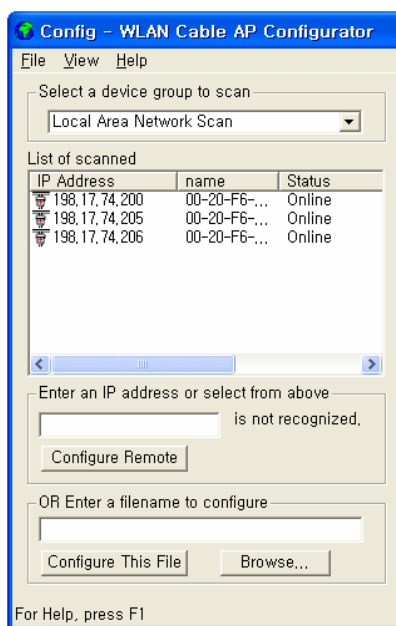 Config - WLAN Cable AP Configurator
File View Help
Select a device group to scan
Local Area Network Scan
List of scanned
IP Address name Status
198,17,74,200 00-20-F6-... Online
198,17,74,205 00-20-F6-... Online
198,17,74,206 00-20-F6-... Online
Enter an IP address or select from above
is not recognized,
Configure Remote
OR Enter a filename to configure
Configure This File Browse...
For Help, press F1